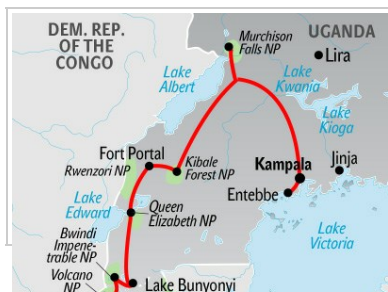 DEM. REP.
OF THE
CONGO
Murchison
Falls NP
UGANDA
Lira
Lake
Albert
Lake
Kwania
Lake
Kioga
Fort Portal
Rwenzori NP
Kibale
Forest NP
Kampala
Jinja
Entebbe
Lake
Edward
Queen
Elizabeth NP
Lake
Victoria
Bwindi
Impene-
trable NP
Volcano
NP
Lake Bunyonyi